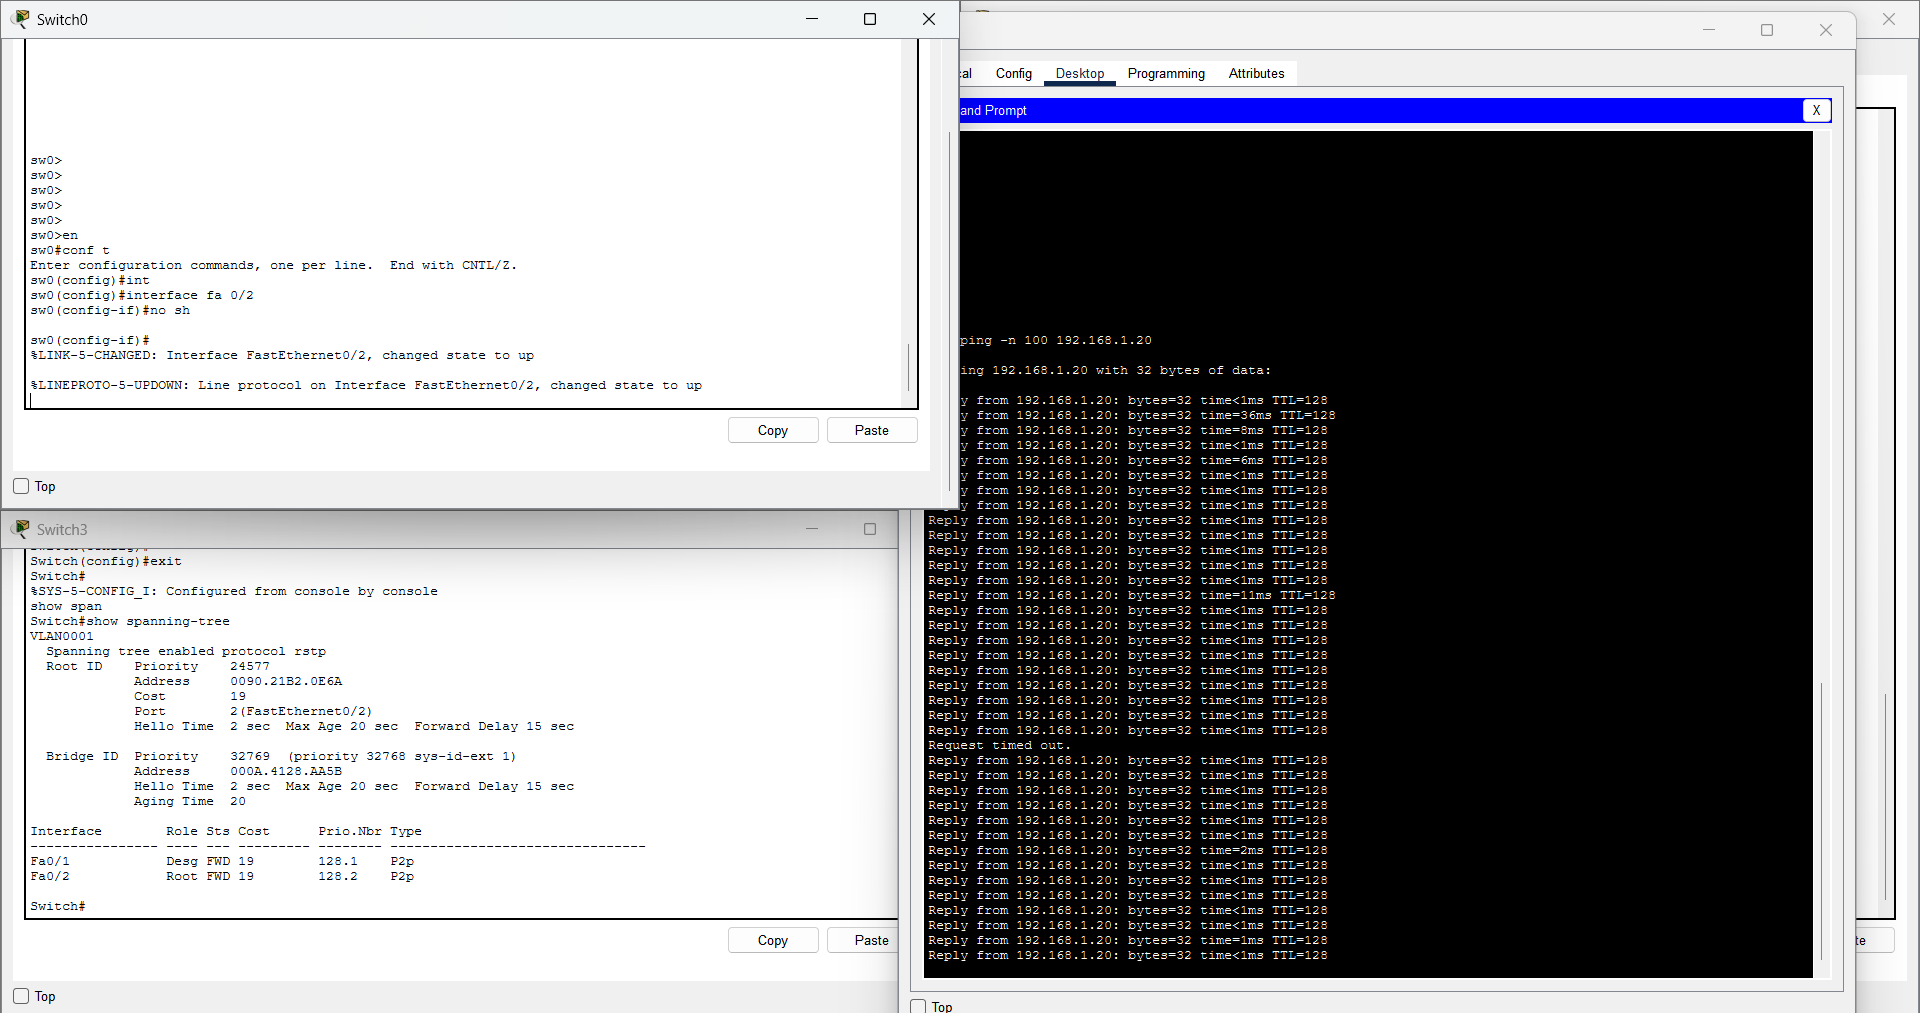 Switch0
sw0>
sw0>
sw0>
sw0>
sw0>
sw0>en
sw0#conf t
Enter configuration commands, one per line.  End with CNTL/Z.
sw0(config)#int
sw0(config)#interface fa 0/2
sw0(config-if)#no sh
sw0(config-if)#
%LINK-5-CHANGED: Interface FastEthernet0/2, changed state to up
%LINEPROTO-5-UPDOWN: Line protocol on Interface FastEthernet0/2, changed state to up
Copy
Paste
Top
Switch3
Switch(config)#exit
Switch#
%SYS-5-CONFIG_I: Configured from console by console
show span
Switch#show spanning-tree
VLAN0001
Spanning tree enabled protocol rstp
Root ID    Priority    24577
Address     0090.21B2.0E6A
Cost        19
Port        2(FastEthernet0/2)
Hello Time  2 sec  Max Age 20 sec  Forward Delay 15 sec
Bridge ID  Priority    32769  (priority 32768 sys-id-ext 1)
Address     000A.4128.AA5B
Hello Time  2 sec  Max Age 20 sec  Forward Delay 15 sec
Aging Time  20
Interface        Role Sts Cost      Prio.Nbr Type
---------------- ---- --- --------- -------- --------------------------------
Fa0/1            Desg FWD 19        128.1    P2p
Fa0/2            Root FWD 19        128.2    P2p
Switch#
Copy
Paste
Top
cal
Config
Desktop
Programming
Attributes
and Prompt
X
ping -n 100 192.168.1.20
ing 192.168.1.20 with 32 bytes of data:
y from 192.168.1.20: bytes=32 time<1ms TTL=128
y from 192.168.1.20: bytes=32 time=36ms TTL=128
y from 192.168.1.20: bytes=32 time=8ms TTL=128
y from 192.168.1.20: bytes=32 time<1ms TTL=128
y from 192.168.1.20: bytes=32 time=6ms TTL=128
y from 192.168.1.20: bytes=32 time<1ms TTL=128
y from 192.168.1.20: bytes=32 time<1ms TTL=128
y from 192.168.1.20: bytes=32 time<1ms TTL=128
Reply from 192.168.1.20: bytes=32 time<1ms TTL=128
Reply from 192.168.1.20: bytes=32 time<1ms TTL=128
Reply from 192.168.1.20: bytes=32 time<1ms TTL=128
Reply from 192.168.1.20: bytes=32 time<1ms TTL=128
Reply from 192.168.1.20: bytes=32 time<1ms TTL=128
Reply from 192.168.1.20: bytes=32 time=11ms TTL=128
Reply from 192.168.1.20: bytes=32 time<1ms TTL=128
Reply from 192.168.1.20: bytes=32 time<1ms TTL=128
Reply from 192.168.1.20: bytes=32 time<1ms TTL=128
Reply from 192.168.1.20: bytes=32 time<1ms TTL=128
Reply from 192.168.1.20: bytes=32 time<1ms TTL=128
Reply from 192.168.1.20: bytes=32 time<1ms TTL=128
Reply from 192.168.1.20: bytes=32 time<1ms TTL=128
Reply from 192.168.1.20: bytes=32 time<1ms TTL=128
Reply from 192.168.1.20: bytes=32 time<1ms TTL=128
Request timed out.
Reply from 192.168.1.20: bytes=32 time<1ms TTL=128
Reply from 192.168.1.20: bytes=32 time<1ms TTL=128
Reply from 192.168.1.20: bytes=32 time<1ms TTL=128
Reply from 192.168.1.20: bytes=32 time<1ms TTL=128
Reply from 192.168.1.20: bytes=32 time<1ms TTL=128
Reply from 192.168.1.20: bytes=32 time<1ms TTL=128
Reply from 192.168.1.20: bytes=32 time=2ms TTL=128
Reply from 192.168.1.20: bytes=32 time<1ms TTL=128
Reply from 192.168.1.20: bytes=32 time<1ms TTL=128
Reply from 192.168.1.20: bytes=32 time<1ms TTL=128
Reply from 192.168.1.20: bytes=32 time<1ms TTL=128
Reply from 192.168.1.20: bytes=32 time<1ms TTL=128
Reply from 192.168.1.20: bytes=32 time=1ms TTL=128
Reply from 192.168.1.20: bytes=32 time<1ms TTL=128
Top
te